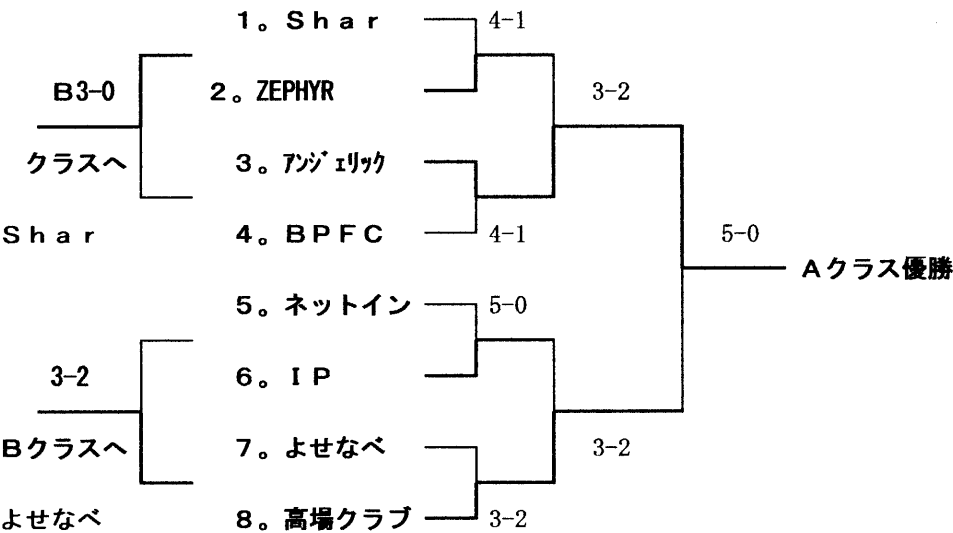 1。Ｓｈａｒ 4-1
Ｂ3-0 2。ZEPHYR 3-2
クラスへ 3。ｱﾝｼﾞｪﾘｯｸ
Ｓｈａｒ 4。ＢＰＦＣ 4-1 5-0
Ａクラス優勝
5。ネットイン 5-0
3-2 6。ＩＰ
Ｂクラスへ 7。よせなべ 3-2
よせなべ 8。高場クラブ 3-2